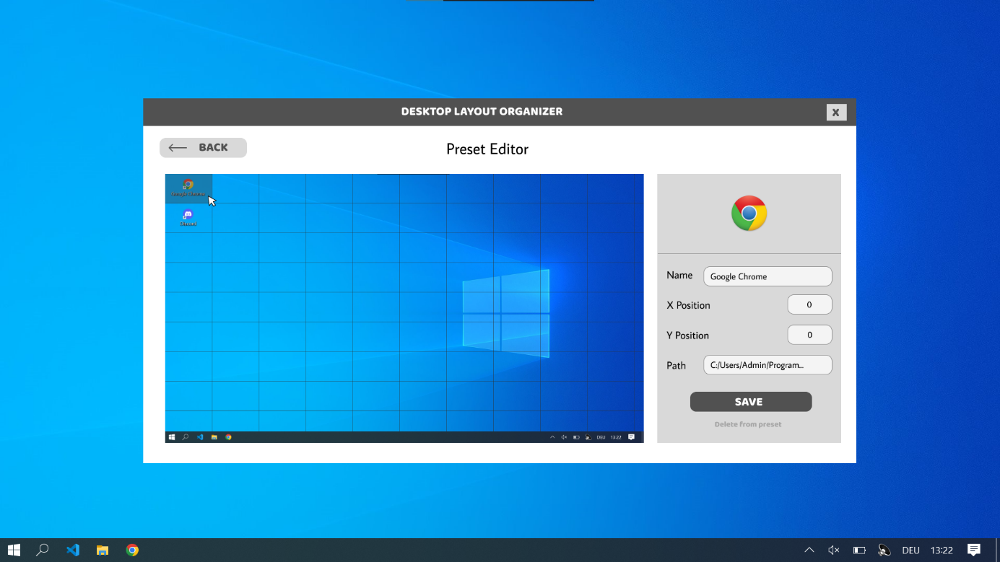 DESKTOP LAYOUT ORGANIZER
X
BACK
Preset Editor
Google Chrome
Discord
Name
Google Chrome
X Position
0
Y Position
0
Path
C:/Users/Admin/Program...
SAVE
Delete from preset
DEU 13:22
DEU 13:22